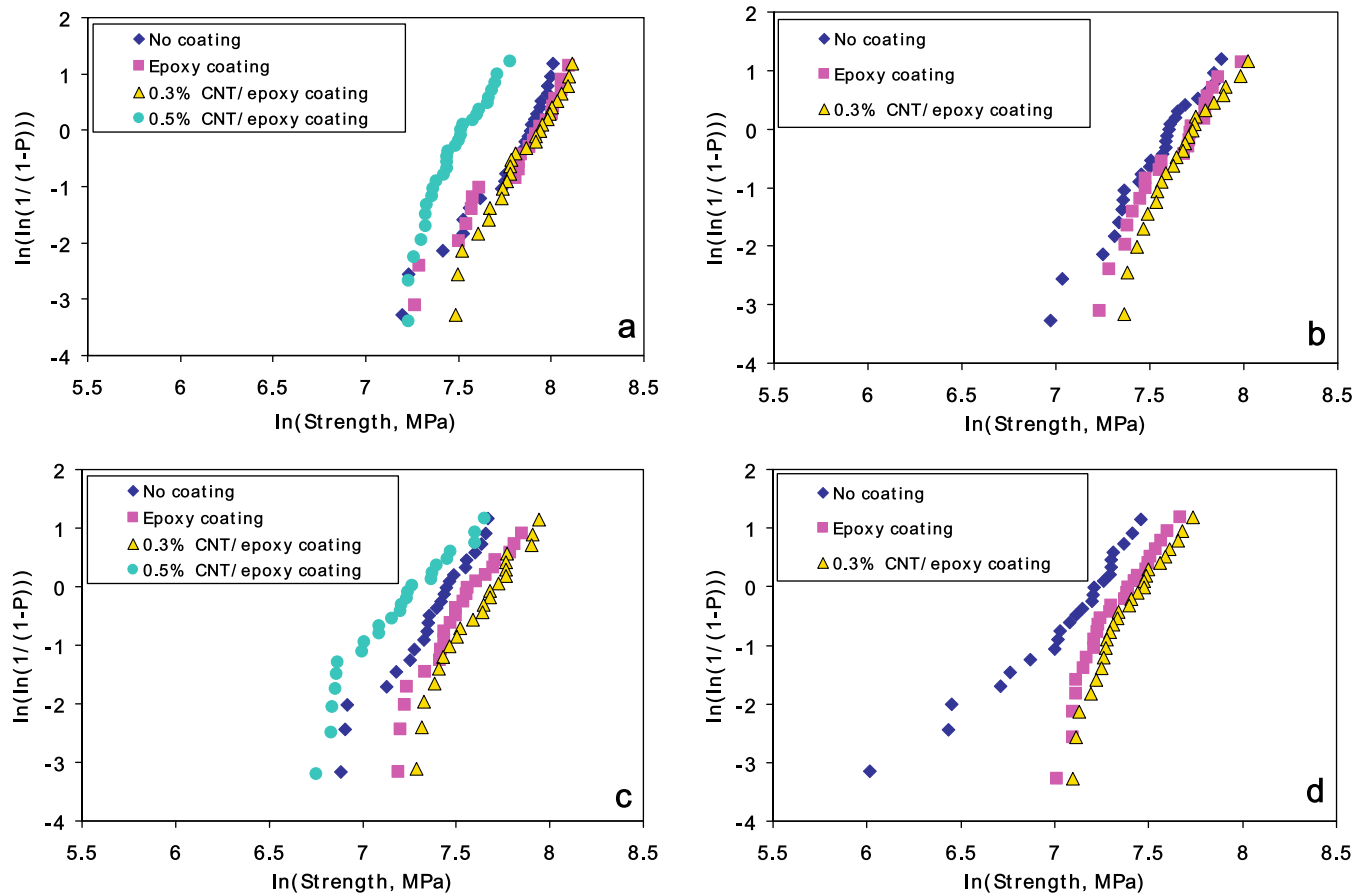 2
1
0
-1
-2
-3
-4
5.5
6
6.5
7
7.5
8
8.5
ln(ln(1/(1-P)))
ln(Strength, MPa)
No coating
Epoxy coating
0.3% CNT/epoxy coating
0.5% CNT/epoxy coating
a
2
1
0
-1
-2
-3
-4
5.5
6
6.5
7
7.5
8
8.5
ln(ln(1/(1-P)))
ln(Strength, MPa)
No coating
Epoxy coating
0.3% CNT/epoxy coating
b
2
1
0
-1
-2
-3
-4
5.5
6
6.5
7
7.5
8
8.5
ln(ln(1/(1-P)))
ln(Strength, MPa)
No coating
Epoxy coating
0.3% CNT/epoxy coating
0.5% CNT/epoxy coating
c
2
1
0
-1
-2
-3
-4
5.5
6
6.5
7
7.5
8
8.5
ln(ln(1/(1-P)))
ln(Strength, MPa)
No coating
Epoxy coating
0.3% CNT/epoxy coating
d